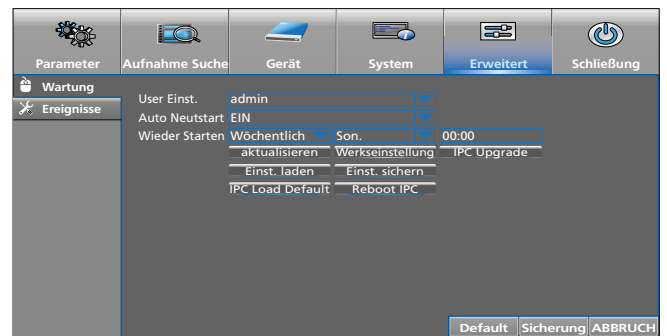 Parameter Aufnahme Suche Gerät System Erweitert Schließung
Wartung
Ereignisse
User Einst. admin
Auto Neutstart EIN
Wieder Starten Wöchentlich Son. 00:00
aktualisieren Werkseinstellung IPC Upgrade
Einst. laden Einst. sichern
IPC Load Default Reboot IPC
Default Sicherung ABBRUCH